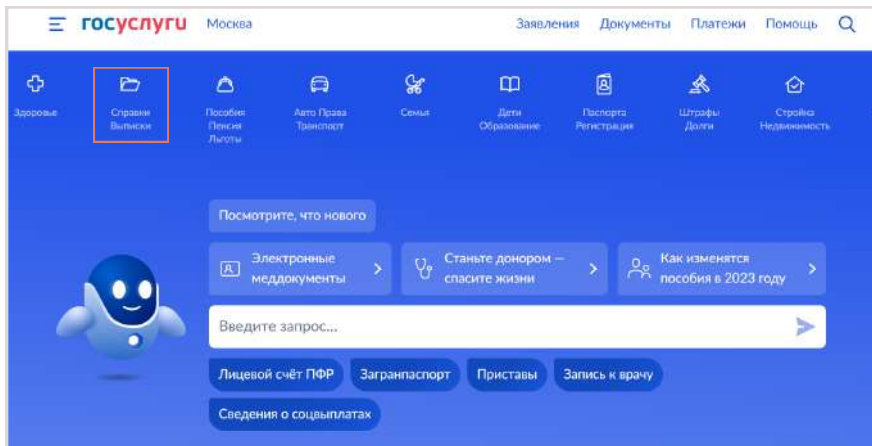 госуслуги Москва Заявления Документы Платежи Помощь
Здоровье
Справки
Выписки
Пособия
Пенсия
Льготы
Авто Права
Транспорт
Семья
Дети
Образование
Паспорта
Регистрация
Штрафы
Долги
Стройка
Недвижимость
Посмотрите, что нового
Электронные
меддокументы
Станьте донором —
спасите жизни
Как изменятся
пособия в 2023 году
Введите запрос...
Лицевой счёт ПФР Загранпаспорт Приставы Запись к врачу
Сведения о соцвыплатах